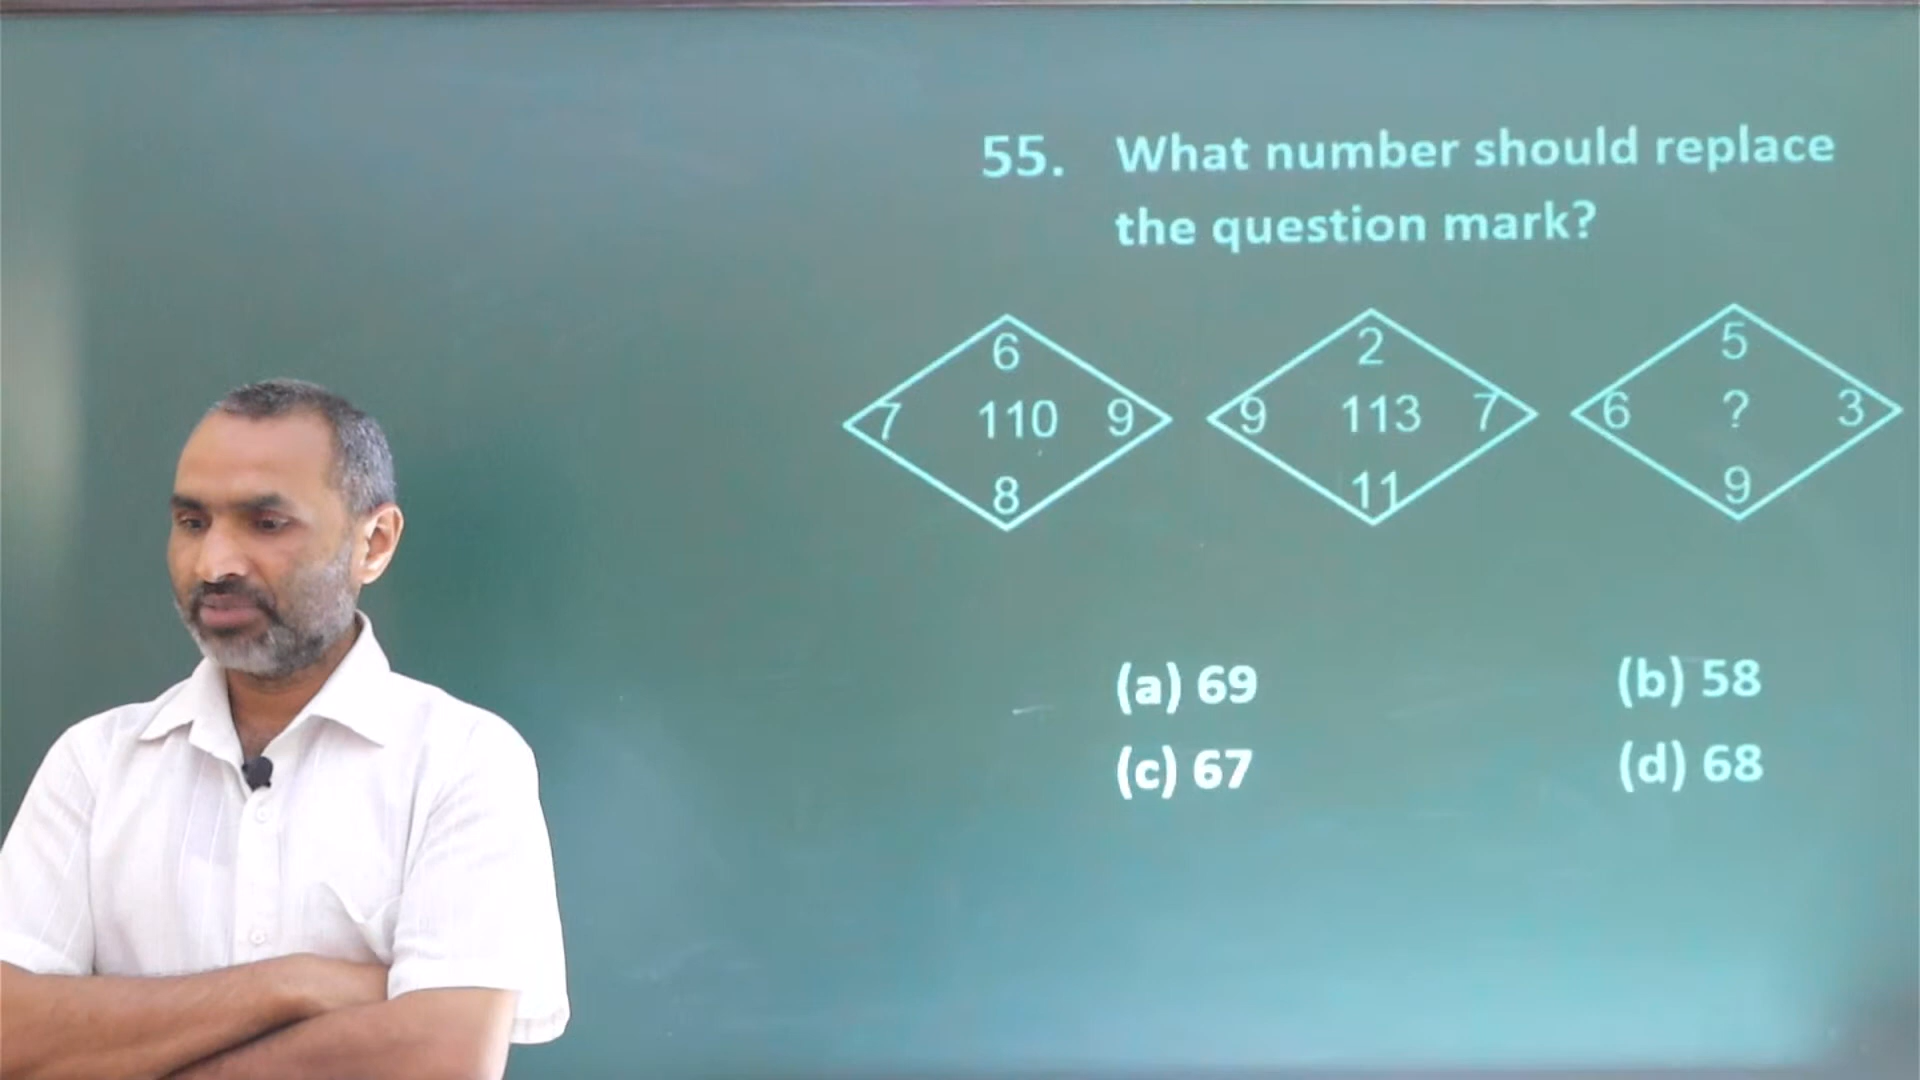 55. What number should replace
the question mark?
6
7 110 9
8
2
9 113 7
11
5
6 ? 3
9
(a) 69 (b) 58
(c) 67 (d) 68